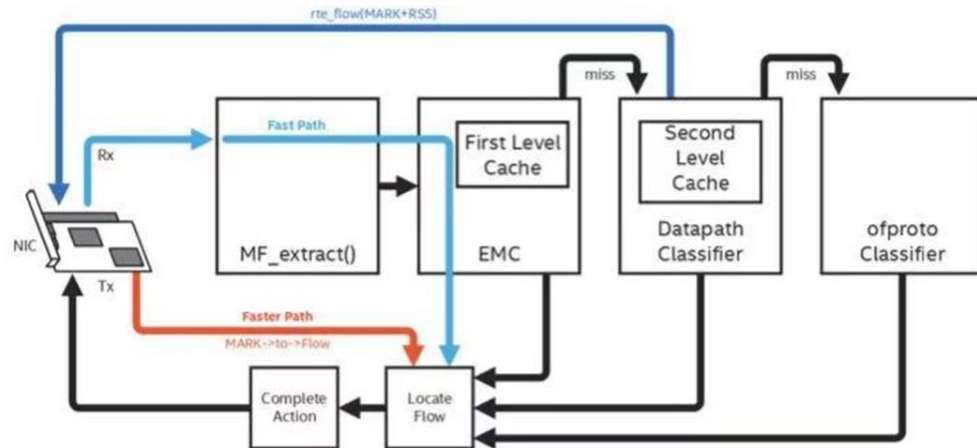 rte_flow(MARK+RSS)
miss
miss
Fast Path
Rx
First Level
Cache
Second
Level
Cache
NIC
MF_extract()
EMC
Datapath
Classifier
ofproto
Classifier
Tx
Faster Path
MARK->to->Flow
Complete
Action
Locate
Flow